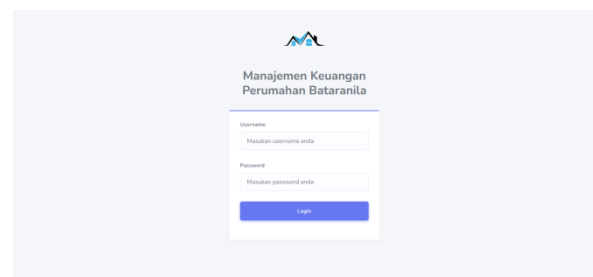 Manajemen Keuangan
Perumahan Bataranila
Username
Masukan username anda
Password
Masukan password anda
Login